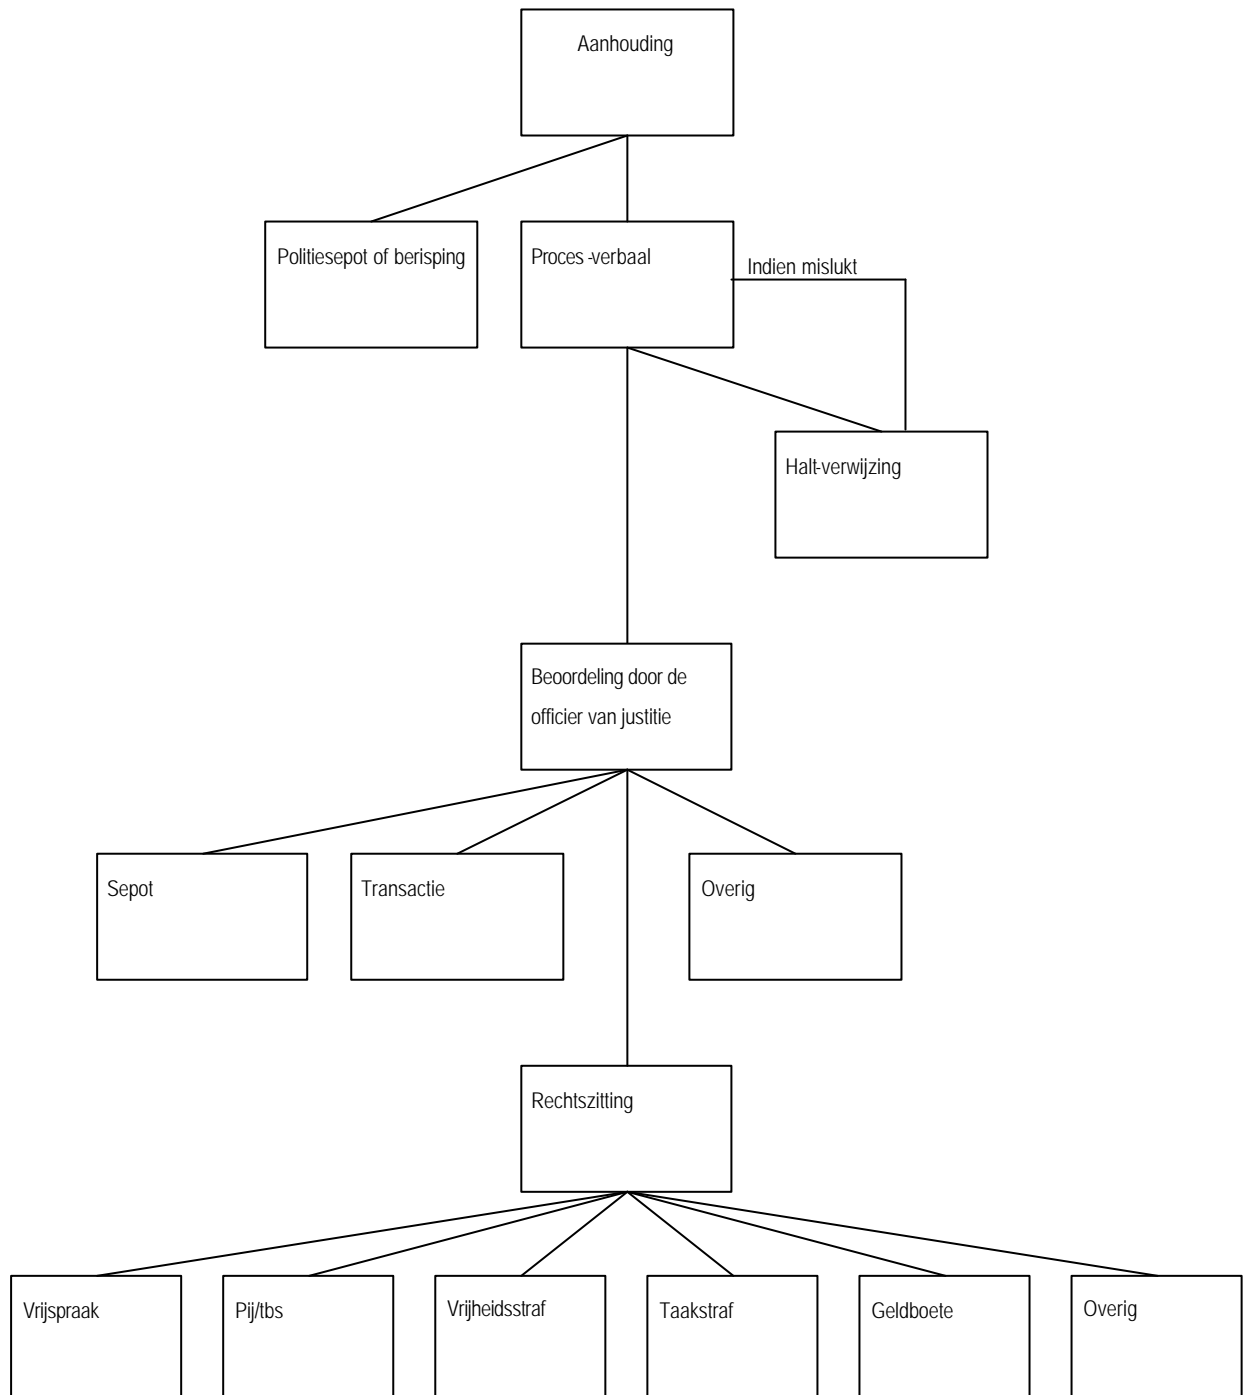 Aanhouding
Politiesepot of berisping
Proces -verbaal
Indien mislukt
Halt-verwijzing
Beoordeling door de
officier van justitie
Sepot
Transactie
Overig
Rechtszitting
Vrijspraak
Pij/tbs
Vrijheidsstraf
Taakstraf
Geldboete
Overig